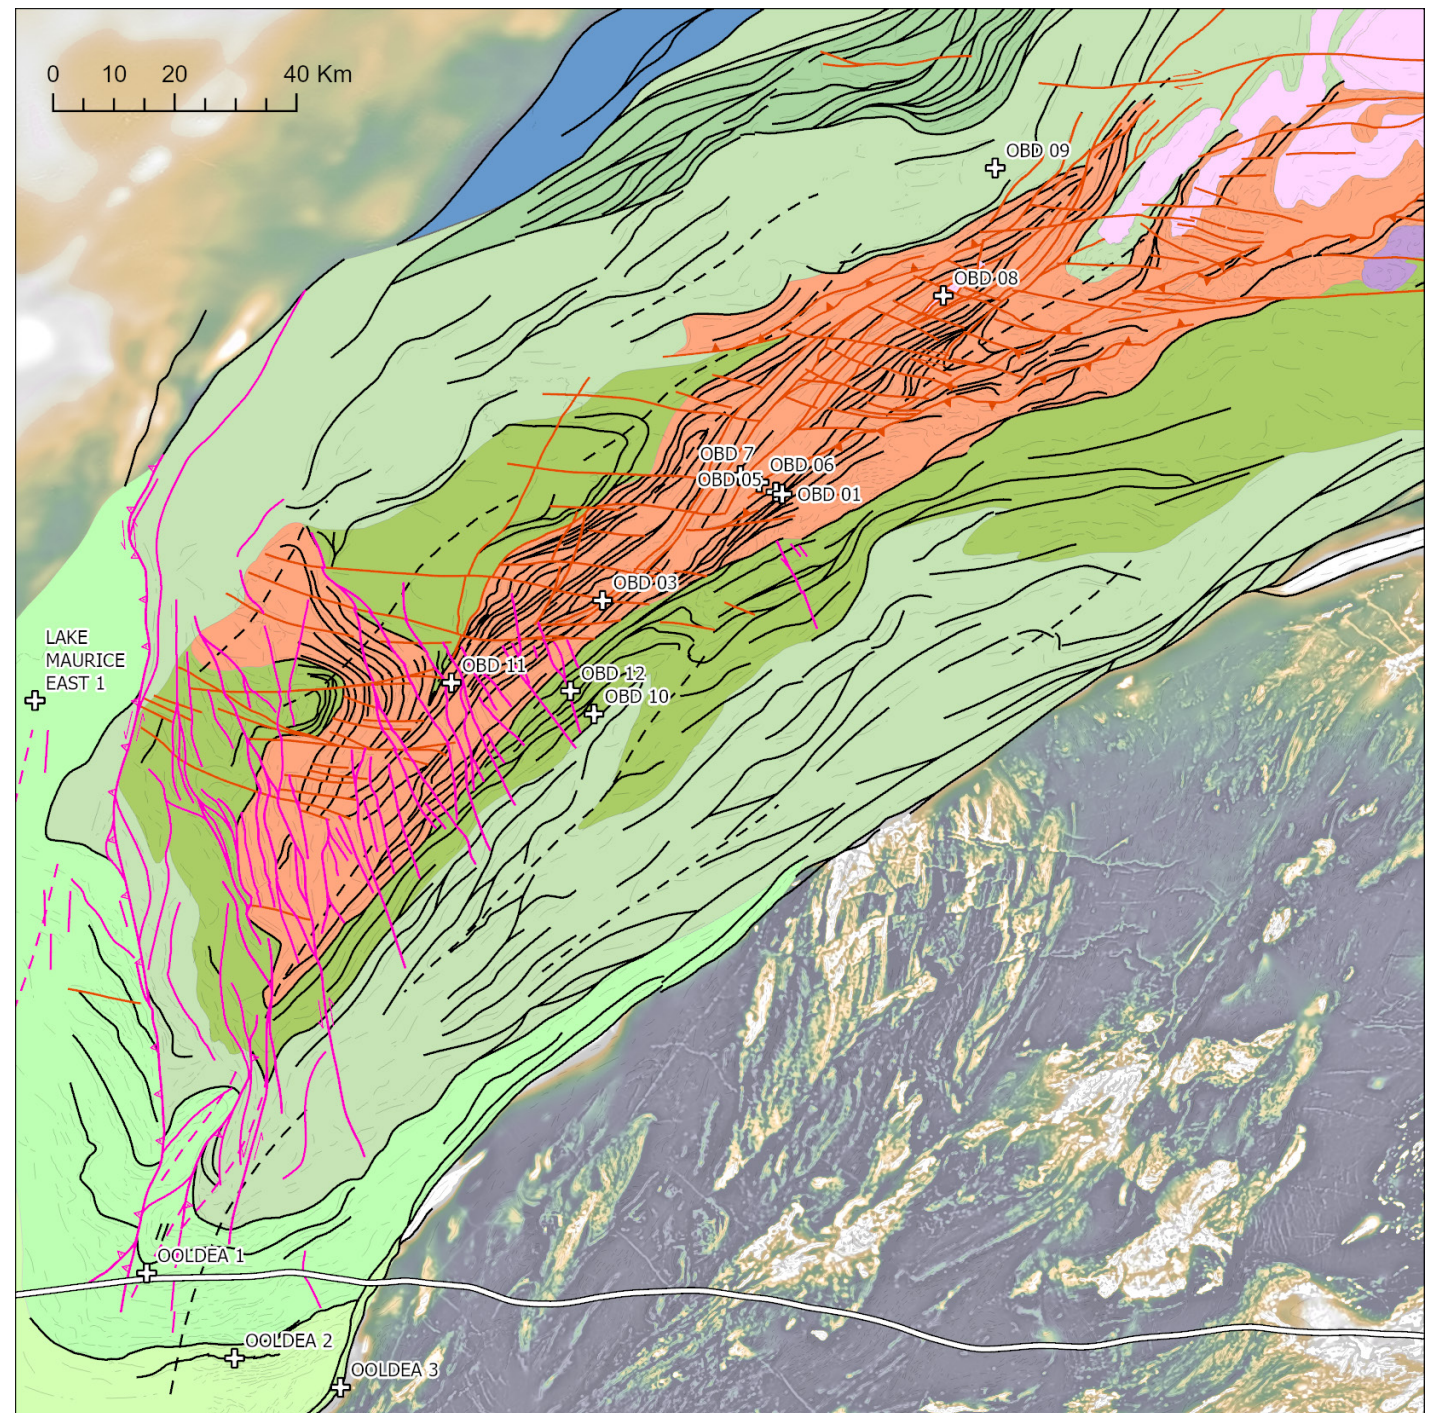 0 10 20 40 Km
OBD 09
OBD 08
OBD 7
OBD 06
OBD 05
OBD 01
OBD 03
LAKE
MAURICE
EAST 1
OBD 11
OBD 12
OBD 10
OOLDEA 1
OOLDEA 2
OOLDEA 3